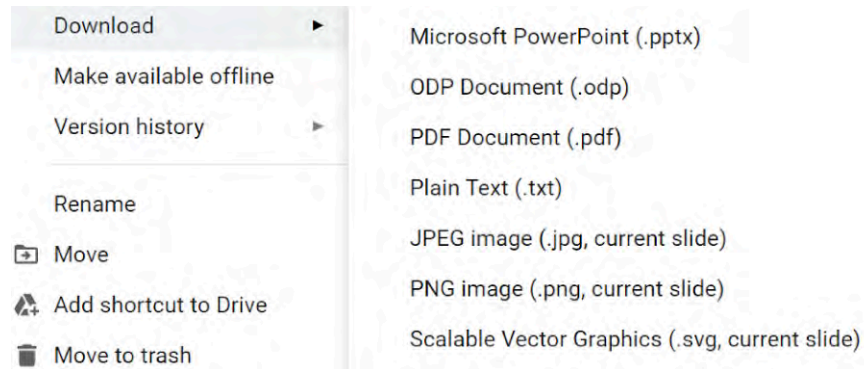 Download
Make available offline
Version history
Rename
Move
Add shortcut to Drive
Move to trash
Microsoft PowerPoint (.pptx)
ODP Document (.odp)
PDF Document (.pdf)
Plain Text (.txt)
JPEG image (.jpg, current slide)
PNG image (.png, current slide)
Scalable Vector Graphics (.svg, current slide)